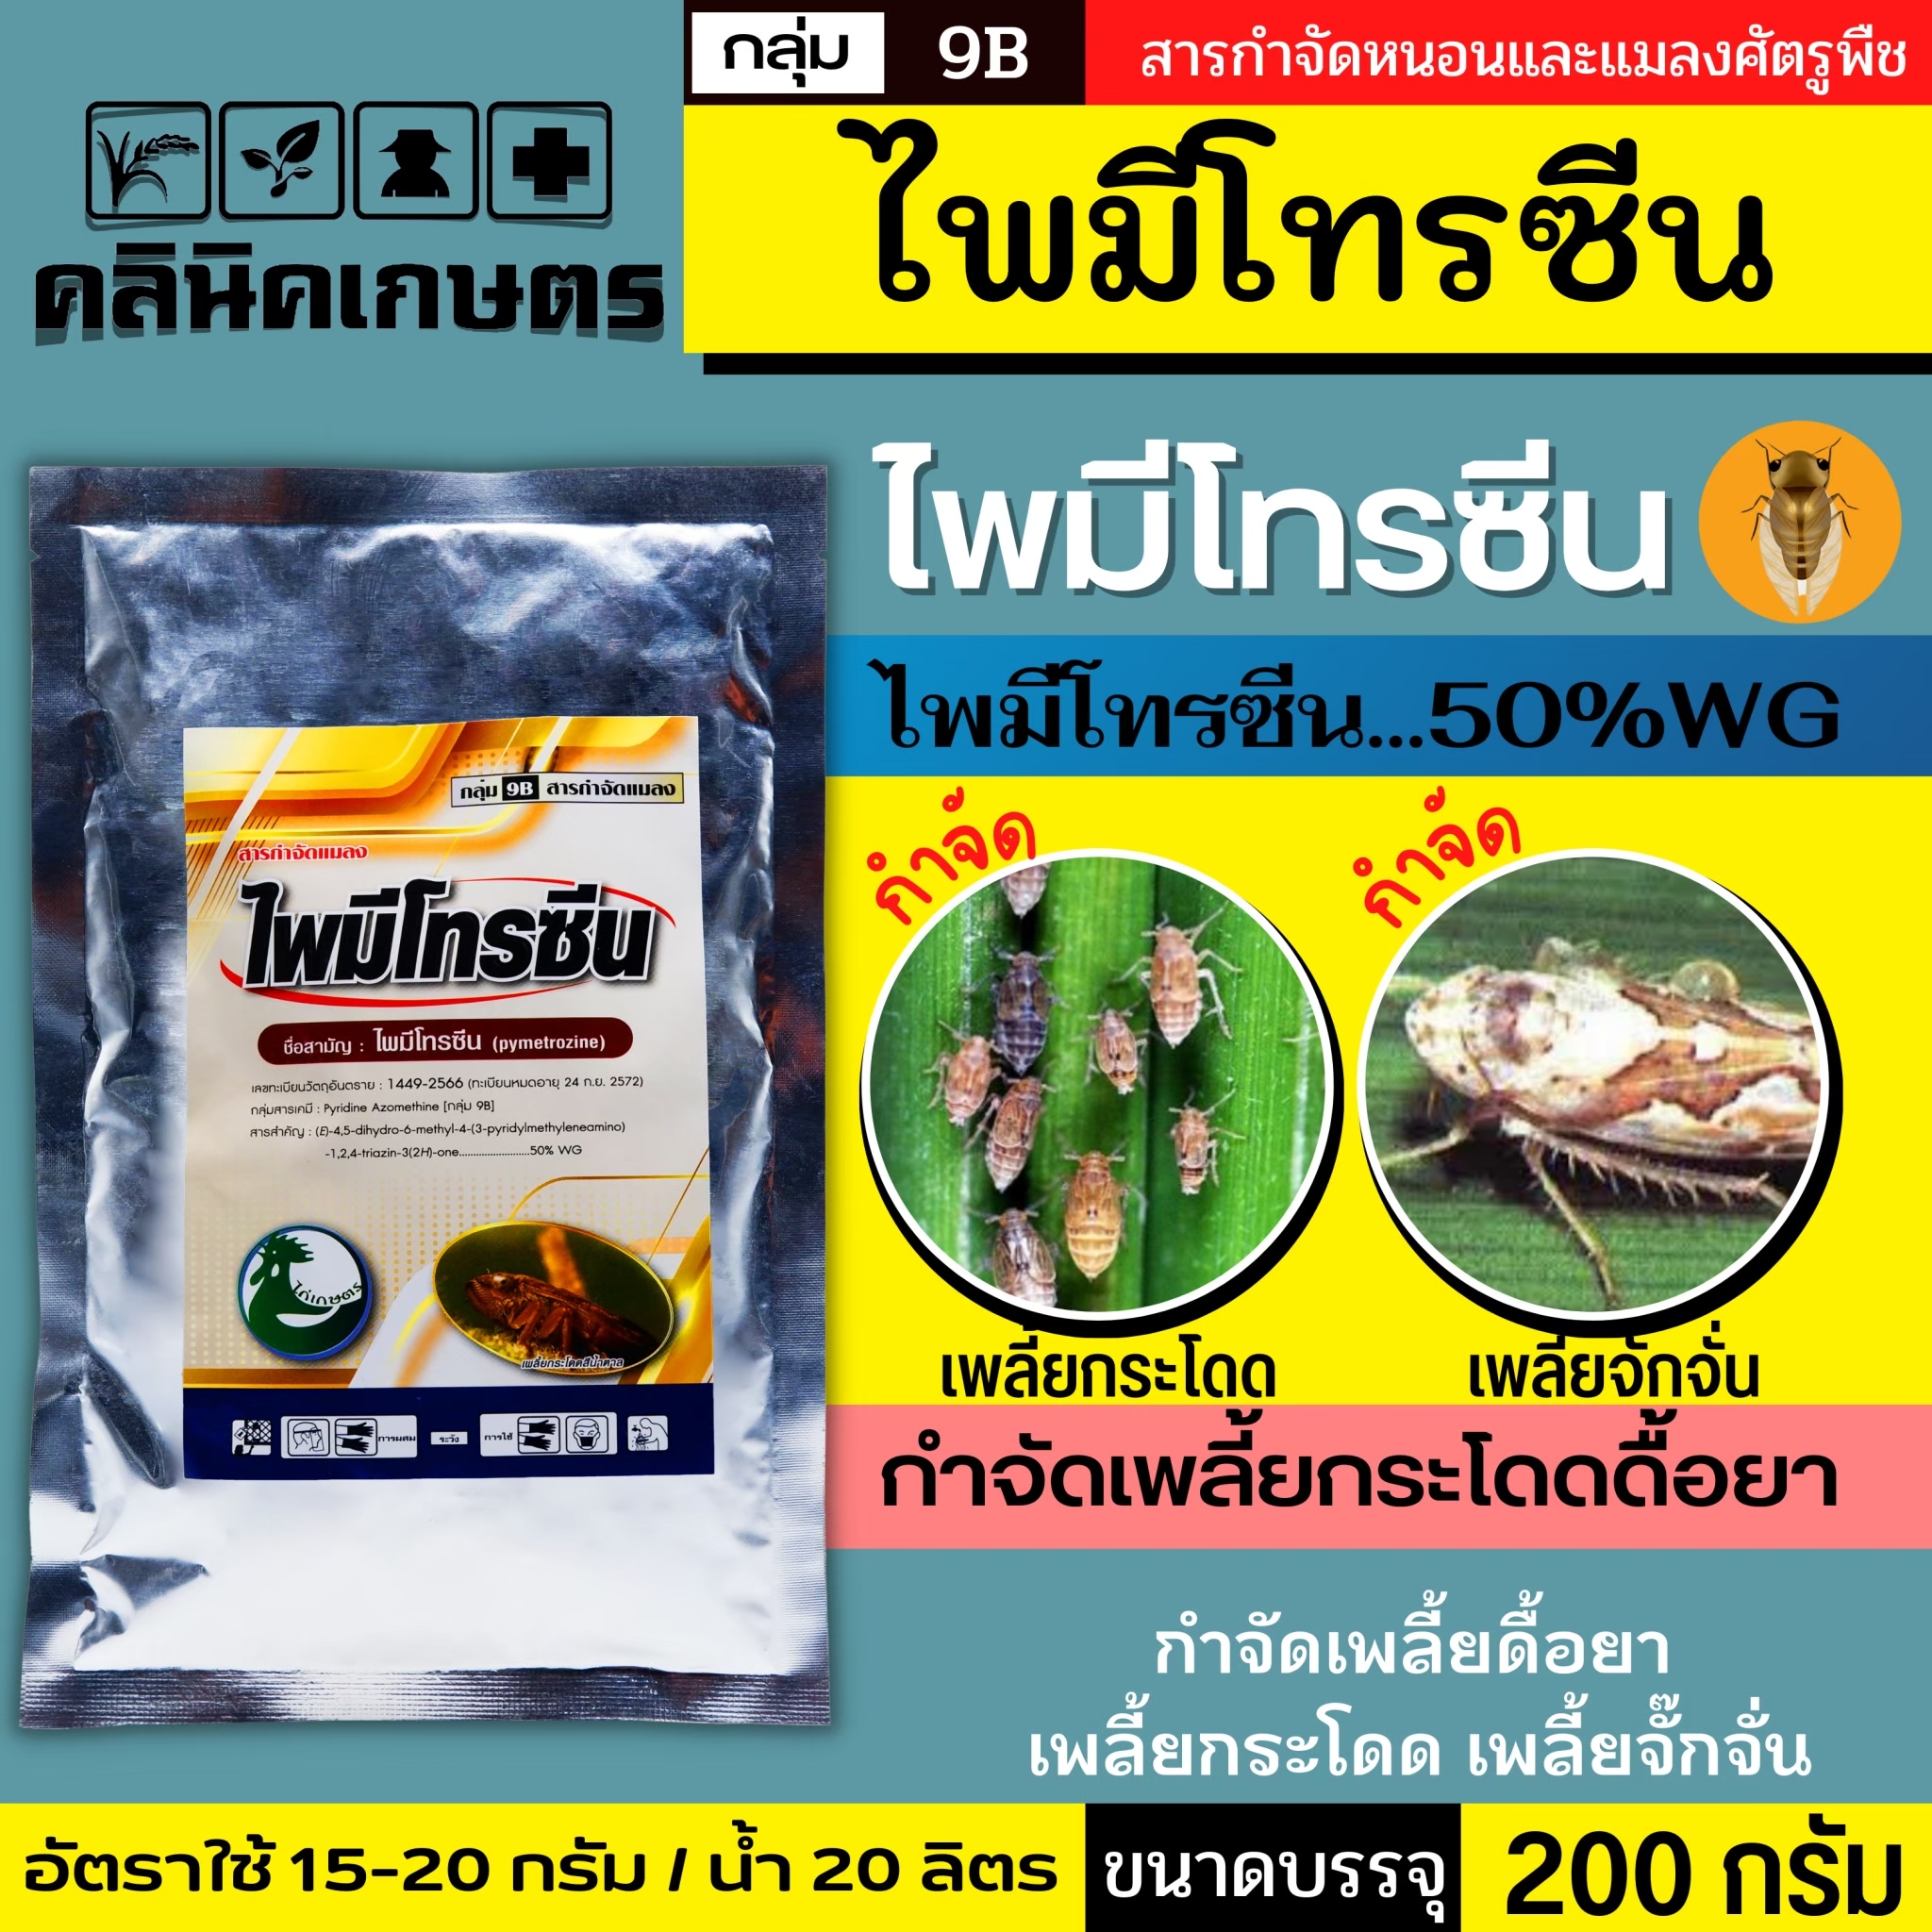 กลุ่ม 9B สารกำจัดหนอนและแมลงศัตรูพืช
ไพมีโทรซีน
คลินิคเกษตร
ไพมีโทรซีน
ไพมีโทรซีน...50%WG
กลุ่ม 9B สารกำจัดแมลง
สารกำจัดแมลง
ไพมีโทรซีน
ชื่อสามัญ : ไพมีโทรซีน (pymetrozine)
เลขทะเบียนวัตถุอันตราย : 1449-2566 (ทะเบียนหมดอายุ 24 ก.ย. 2572)
กลุ่มสารเคมี : Pyridine Azomethine [กลุ่ม 9B]
สารสำคัญ : (E)-4,5-dihydro-6-methyl-4-(3-pyridylmethyleneamino)
-1,2,4-triazin-3(2H)-one.........................50% WG
ไก่เกษตร
เพลี้ยกระโดดสีน้ำตาล
การผสม ระวัง การใช้
กำจัด กำจัด
เพลี้ยกระโดด เพลี้ยจักจั่น
กำจัดเพลี้ยกระโดดดื้อยา
กำจัดเพลี้ยดื้อยา
เพลี้ยกระโดด เพลี้ยจั๊กจั่น
อัตราใช้ 15-20 กรัม / น้ำ 20 ลิตร ขนาดบรรจุ 200 กรัม